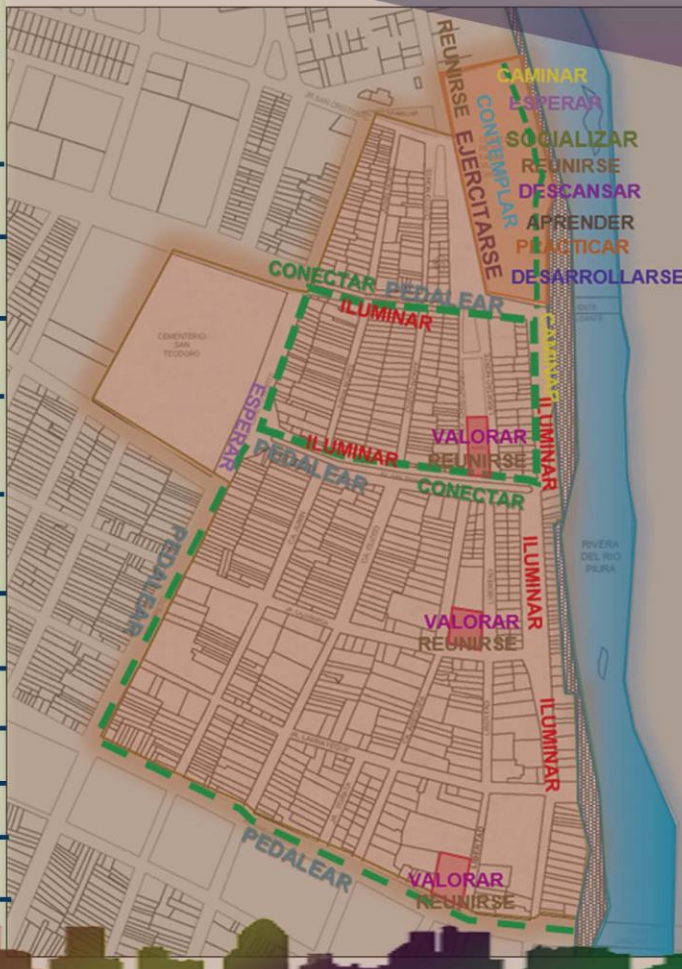 REUNIRSE
CAMINAR
ESPERAR
CONTEMPLAR
SOCIALIZAR
REUNIRSE
EJERCITARSE
DESCANSAR
APRENDER
PRACTICAR
DESARROLLARSE
CONECTAR
PEDALEAR
ILUMINAR
CAMINAR
CEMENTERIO
SAN
TEODORO
ESPERAR
ILUMINAR
PEDALEAR
VALORAR
REUNIRSE
ILUMINAR
CONECTAR
PEDALEAR
ILUMINAR
RIVERA
DEL RIO
PIURA
VALORAR
REUNIRSE
ILUMINAR
PEDALEAR
VALORAR
REUNIRSE